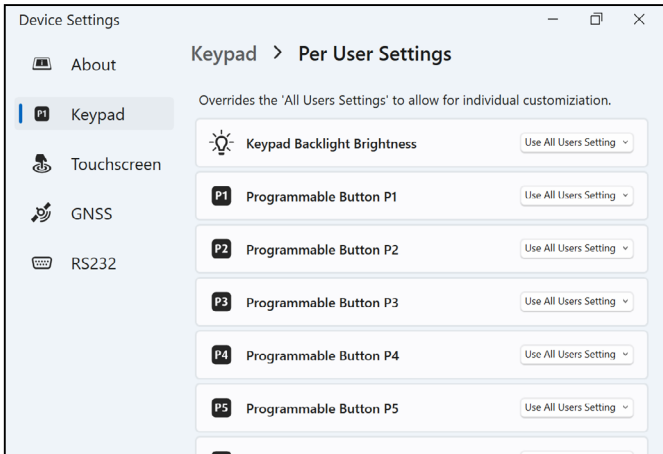 Device Settings
About
Keypad
Touchscreen
GNSS
RS232
Keypad > Per User Settings
Overrides the 'All Users Settings' to allow for individual customiziation.
Keypad Backlight Brightness Use All Users Setting
P1 Programmable Button P1 Use All Users Setting
P2 Programmable Button P2 Use All Users Setting
P3 Programmable Button P3 Use All Users Setting
P4 Programmable Button P4 Use All Users Setting
P5 Programmable Button P5 Use All Users Setting